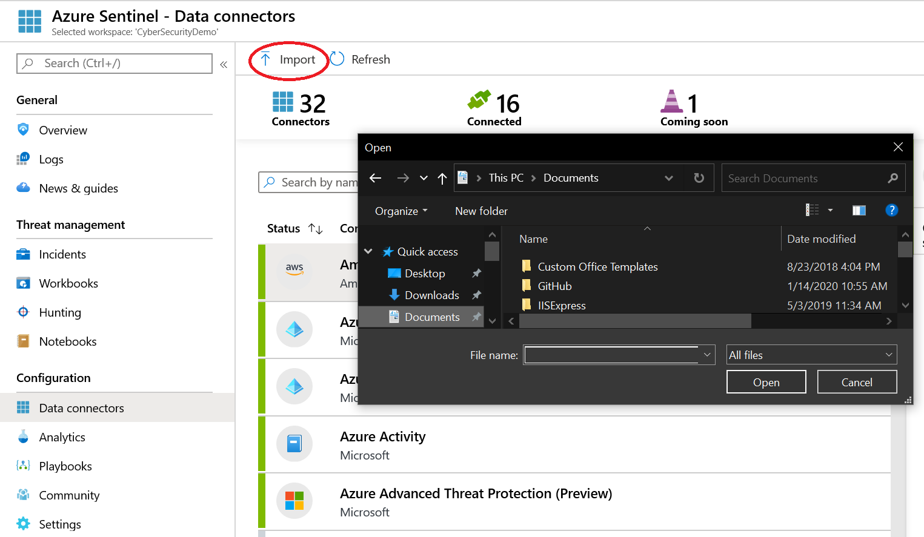 Azure Sentinel - Data connectors
Selected workspace: 'CyberSecurityDemo'
Search (Ctrl+/)
«
General
Overview
Logs
News & guides
Threat management
Incidents
Workbooks
Hunting
Notebooks
Configuration
Data connectors
Analytics
Playbooks
Community
Settings
Import
Refresh
32
Connectors
16
Connected
1
Coming soon
Search by nam
Status
Co
aws
Am
Am
Az
Mic
Az
Mic
Azure Activity
Microsoft
Azure Advanced Threat Protection (Preview)
Microsoft
Open
This PC > Documents
Search Documents
Organize
New folder
?
Quick access
Desktop
Downloads
Documents
Name
Date modified
Custom Office Templates
8/23/2018 4:04 PM
GitHub
1/14/2020 10:55 AM
IISExpress
5/3/2019 11:34 AM
File name:
All files
Open
Cancel